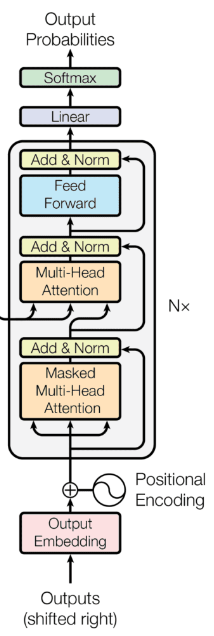 Output
Probabilities
Softmax
Linear
Add & Norm
Feed
Forward
Add & Norm
Multi-Head
Attention
N×
Add & Norm
Masked
Multi-Head
Attention
Positional
Encoding
Output
Embedding
Outputs
(shifted right)